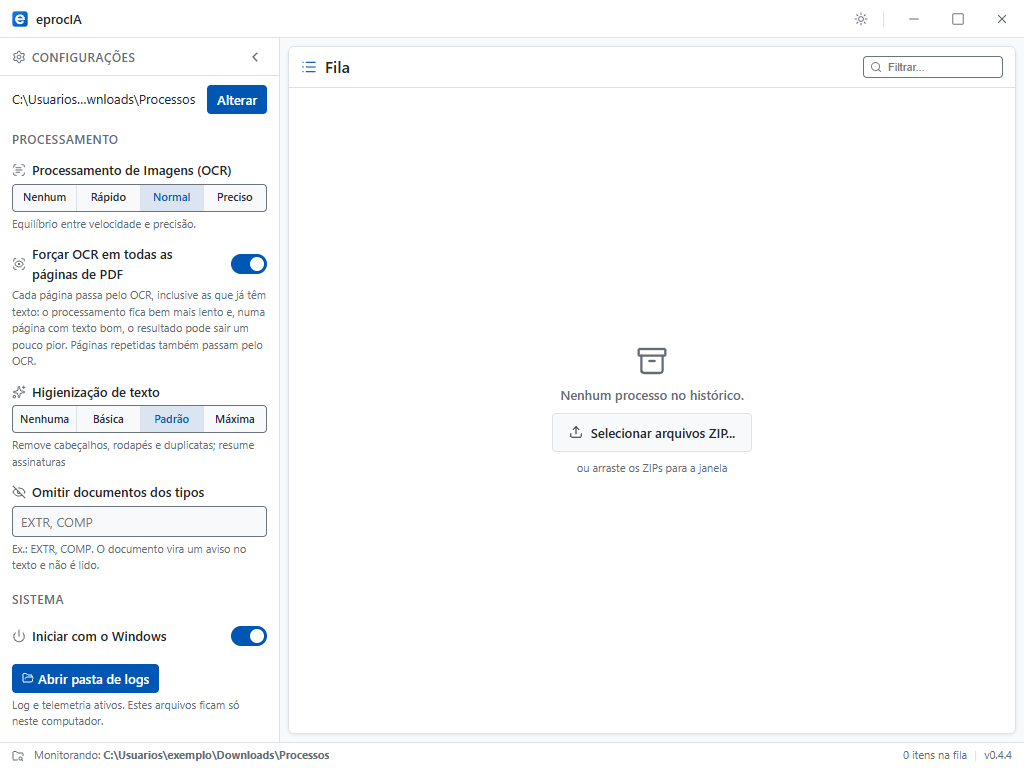 eprocIA
CONFIGURAÇÕES
C:\Usuarios...wnloads\Processos
Alterar
PROCESSAMENTO
Processamento de Imagens (OCR)
Nenhum Rápido Normal Preciso
Equilíbrio entre velocidade e precisão.
Forçar OCR em todas as
páginas de PDF
Cada página passa pelo OCR, inclusive as que já têm
texto: o processamento fica bem mais lento e, numa
página com texto bom, o resultado pode sair um
pouco pior. Páginas repetidas também passam pelo
OCR.
Higienização de texto
Nenhuma Básica Padrão Máxima
Remove cabeçalhos, rodapés e duplicatas; resume
assinaturas
Omitir documentos dos tipos
EXTR, COMP
Ex.: EXTR, COMP. O documento vira um aviso no
texto e não é lido.
SISTEMA
Iniciar com o Windows
Abrir pasta de logs
Log e telemetria ativos. Estes arquivos ficam só
neste computador.
Fila
Filtrar...
Nenhum processo no histórico.
Selecionar arquivos ZIP...
ou arraste os ZIPs para a janela
Monitorando: C:\Usuarios\exemplo\Downloads\Processos
0 itens na fila
v0.4.4